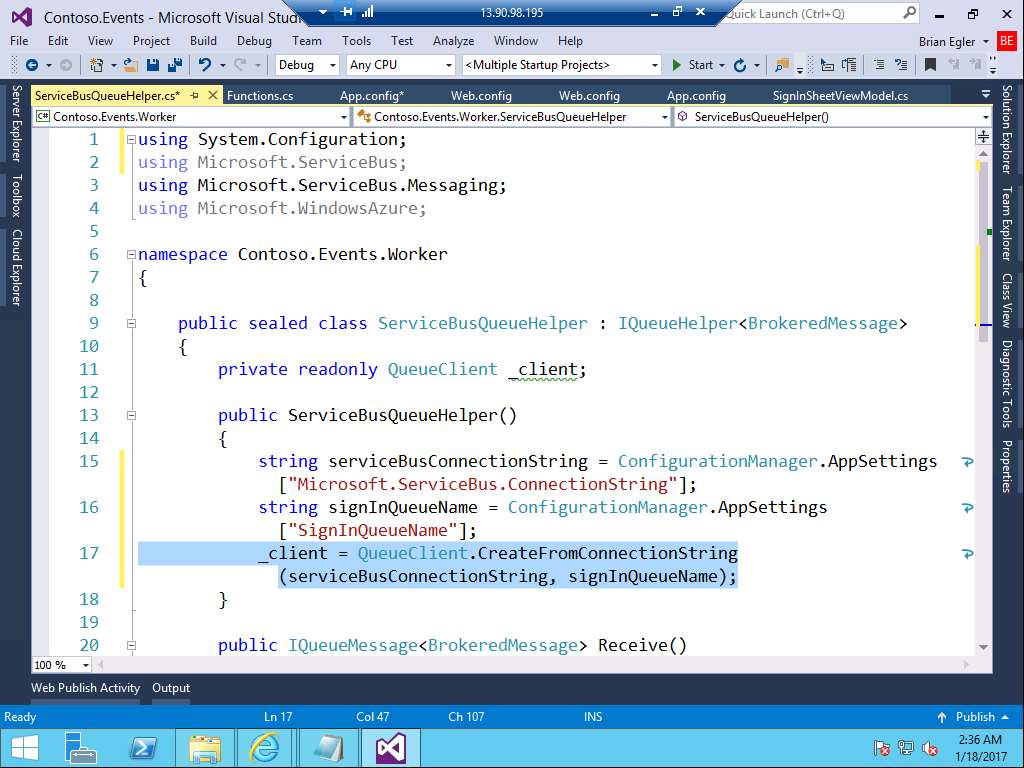 Contoso.Events - Microsoft Visual Stud
13.90.98.195
Quick Launch (Ctrl+Q)
File Edit View Project Build Debug Team Tools Test Analyze Window Help
Brian Egler
BE
Debug
Any CPU
<Multiple Startup Projects>
Start
ServiceBusQueueHelper.cs*
Functions.cs
App.config*
Web.config
Web.config
App.config
SignInSheetViewModel.cs
Contoso.Events.Worker
Contoso.Events.Worker.ServiceBusQueueHelper
ServiceBusQueueHelper()
Server Explorer
Toolbox
Cloud Explorer
1 using System.Configuration;
2 using Microsoft.ServiceBus;
3 using Microsoft.ServiceBus.Messaging;
4 using Microsoft.WindowsAzure;
5
6 namespace Contoso.Events.Worker
7 {
8
9 public sealed class ServiceBusQueueHelper : IQueueHelper<BrokeredMessage>
10 {
11 private readonly QueueClient _client;
12
13 public ServiceBusQueueHelper()
14 {
15 string serviceBusConnectionString = ConfigurationManager.AppSettings
["Microsoft.ServiceBus.ConnectionString"];
16 string signInQueueName = ConfigurationManager.AppSettings
["SignInQueueName"];
17 _client = QueueClient.CreateFromConnectionString
(serviceBusConnectionString, signInQueueName);
18 }
19
20 public IQueueMessage<BrokeredMessage> Receive()
Solution Explorer
Team Explorer
Class View
Diagnostic Tools
Properties
100 %
Web Publish Activity Output
Ready
Ln 17
Col 47
Ch 107
INS
Publish
2:36 AM
1/18/2017